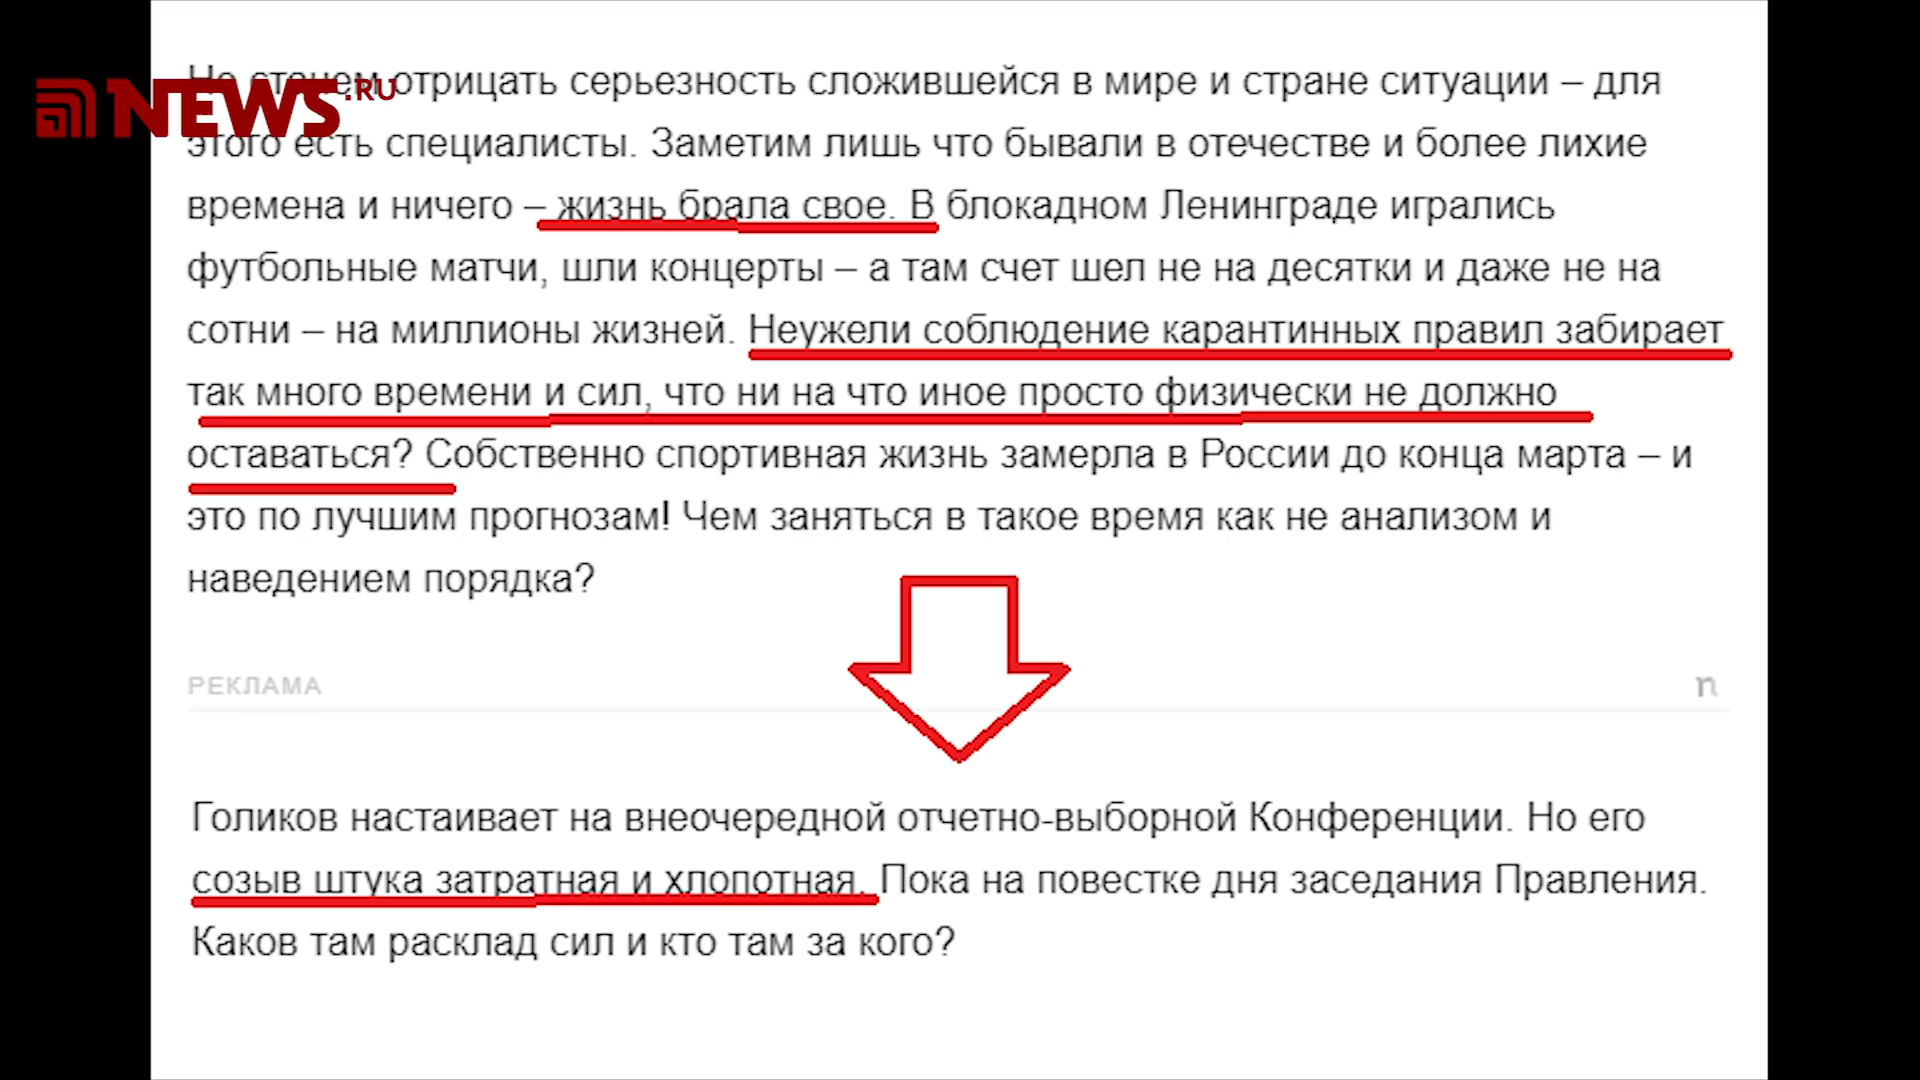 NEWS.RU
Не станем отрицать серьезность сложившейся в мире и стране ситуации – для
этого есть специалисты. Заметим лишь что бывали в отечестве и более лихие
времена и ничего – жизнь брала свое. В блокадном Ленинграде игрались
футбольные матчи, шли концерты – а там счет шел не на десятки и даже не на
сотни – на миллионы жизней. Неужели соблюдение карантинных правил забирает
так много времени и сил, что ни на что иное просто физически не должно
оставаться? Собственно спортивная жизнь замерла в России до конца марта – и
это по лучшим прогнозам! Чем заняться в такое время как не анализом и
наведением порядка?
РЕКЛАМА n
Голиков настаивает на внеочередной отчетно-выборной Конференции. Но его
созыв штука затратная и хлопотная. Пока на повестке дня заседания Правления.
Каков там расклад сил и кто там за кого?